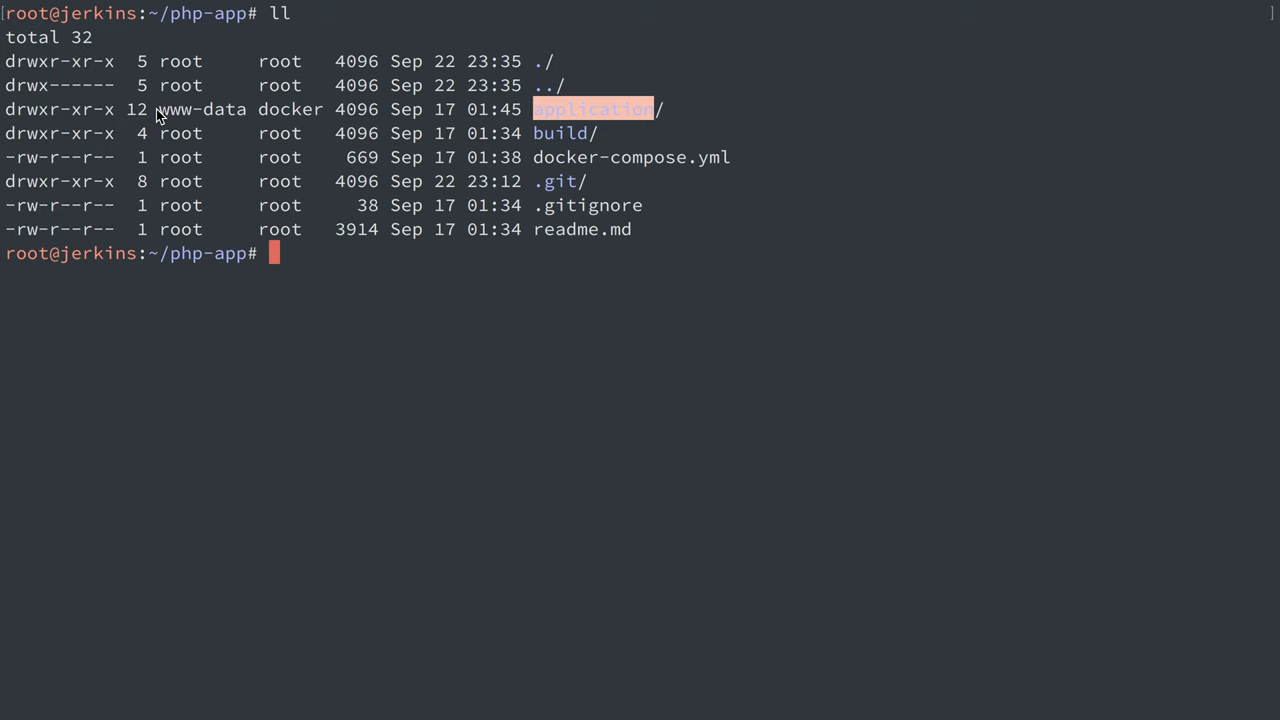 [root@jerkins:~/php-app# ll ]
total 32
drwxr-xr-x  5 root     root   4096 Sep 22 23:35 ./
drwx------  5 root     root   4096 Sep 22 23:35 ../
drwxr-xr-x 12 www-data docker 4096 Sep 17 01:45 application/
drwxr-xr-x  4 root     root   4096 Sep 17 01:34 build/
-rw-r--r--  1 root     root    669 Sep 17 01:38 docker-compose.yml
drwxr-xr-x  8 root     root   4096 Sep 22 23:12 .git/
-rw-r--r--  1 root     root     38 Sep 17 01:34 .gitignore
-rw-r--r--  1 root     root   3914 Sep 17 01:34 readme.md
root@jerkins:~/php-app#